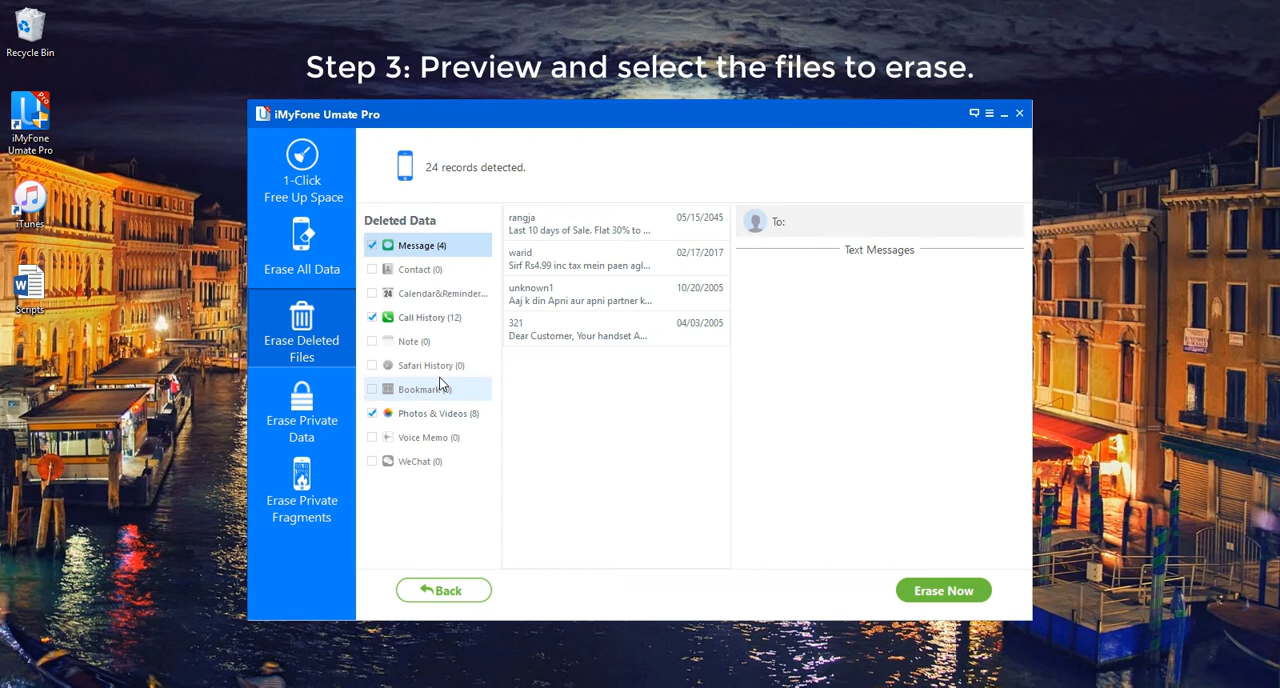 Recycle Bin
iMyFone
Umate Pro
iTunes
Scripts
Step 3: Preview and select the files to erase.
iMyFone Umate Pro
1-Click
Free Up Space
Erase All Data
Erase Deleted
Files
Erase Private
Data
Erase Private
Fragments
24 records detected.
Deleted Data
Message (4)
Contact (0)
24 Calendar&Reminder...
Call History (12)
Note (0)
Safari History (0)
Photos & Videos (8)
Voice Memo (0)
WeChat (0)
rangja 05/15/2045
Last 10 days of Sale. Flat 30% to ...
warid 02/17/2017
Sirf Rs4.99 inc tax mein paen agl...
unknown1 10/20/2005
Aaj k din Apni aur apni partner k...
321 04/03/2005
Dear Customer, Your handset A...
To:
Text Messages
Back
Erase Now